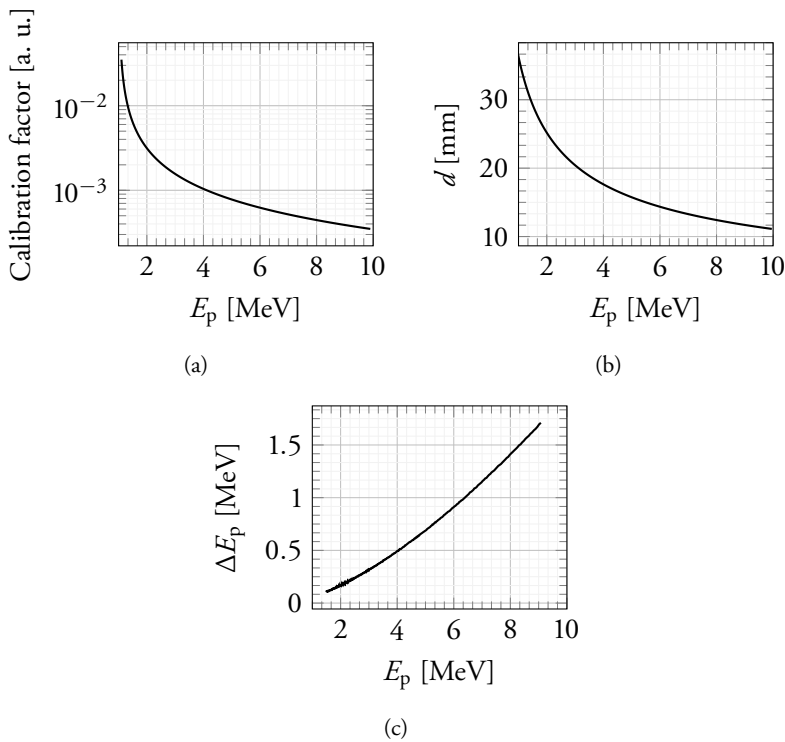 Calibration factor [a. u.]
10⁻²
10⁻³
2 4 6 8 10
E_p [MeV]
(a)
d [mm]
30
20
10
2 4 6 8 10
E_p [MeV]
(b)
ΔE_p [MeV]
1.5
1
0.5
0
2 4 6 8 10
E_p [MeV]
(c)